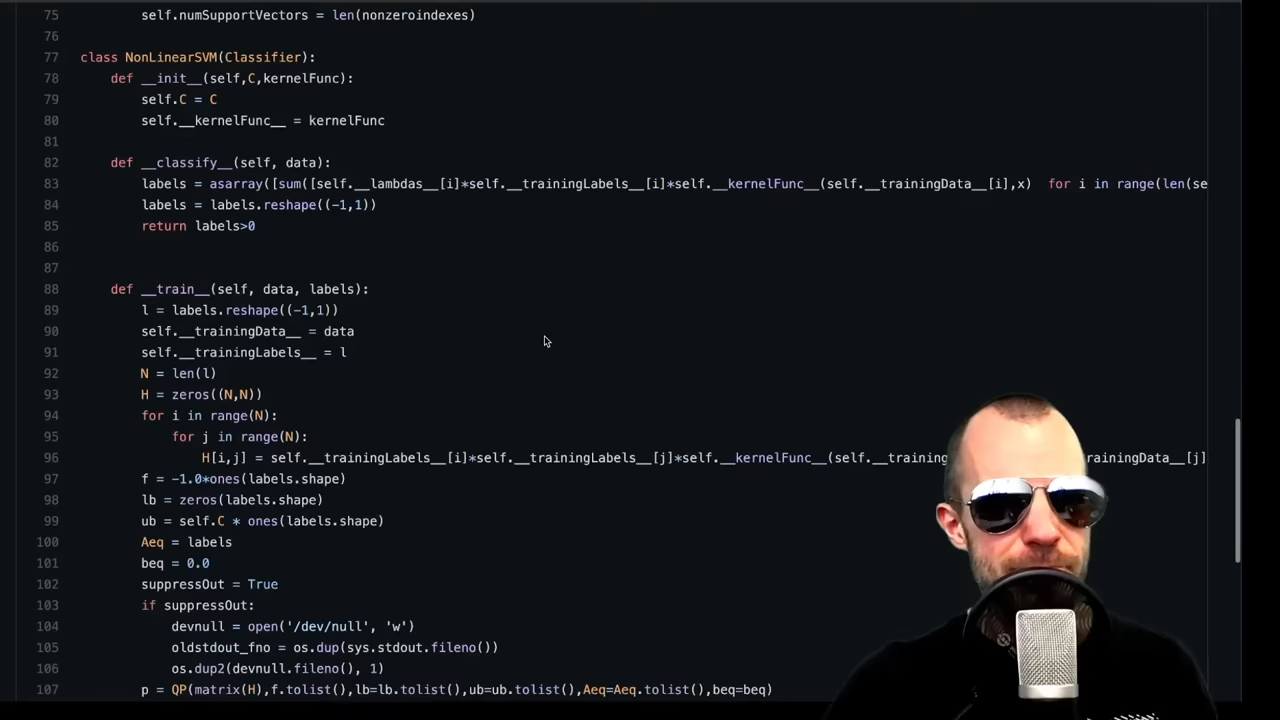 75 self.numSupportVectors = len(nonzeroindexes)
76
77 class NonLinearSVM(Classifier):
78 def __init__(self,C,kernelFunc):
79 self.C = C
80 self.__kernelFunc__ = kernelFunc
81
82 def __classify__(self, data):
83 labels = asarray([sum([self.__lambdas__[i]*self.__trainingLabels__[i]*self.__kernelFunc__(self.__trainingData__[i],x)  for i in range(len(se
84 labels = labels.reshape((-1,1))
85 return labels>0
86
87
88 def __train__(self, data, labels):
89 l = labels.reshape((-1,1))
90 self.__trainingData__ = data
91 self.__trainingLabels__ = l
92 N = len(l)
93 H = zeros((N,N))
94 for i in range(N):
95 for j in range(N):
96 H[i,j] = self.__trainingLabels__[i]*self.__trainingLabels__[j]*self.__kernelFunc__(self.__training rainingData__[j]
97 f = -1.0*ones(labels.shape)
98 lb = zeros(labels.shape)
99 ub = self.C * ones(labels.shape)
100 Aeq = labels
101 beq = 0.0
102 suppressOut = True
103 if suppressOut:
104 devnull = open('/dev/null', 'w')
105 oldstdout_fno = os.dup(sys.stdout.fileno())
106 os.dup2(devnull.fileno(), 1)
107 p = QP(matrix(H),f.tolist(),lb=lb.tolist(),ub=ub.tolist(),Aeq=Aeq.tolist(),beq=beq)